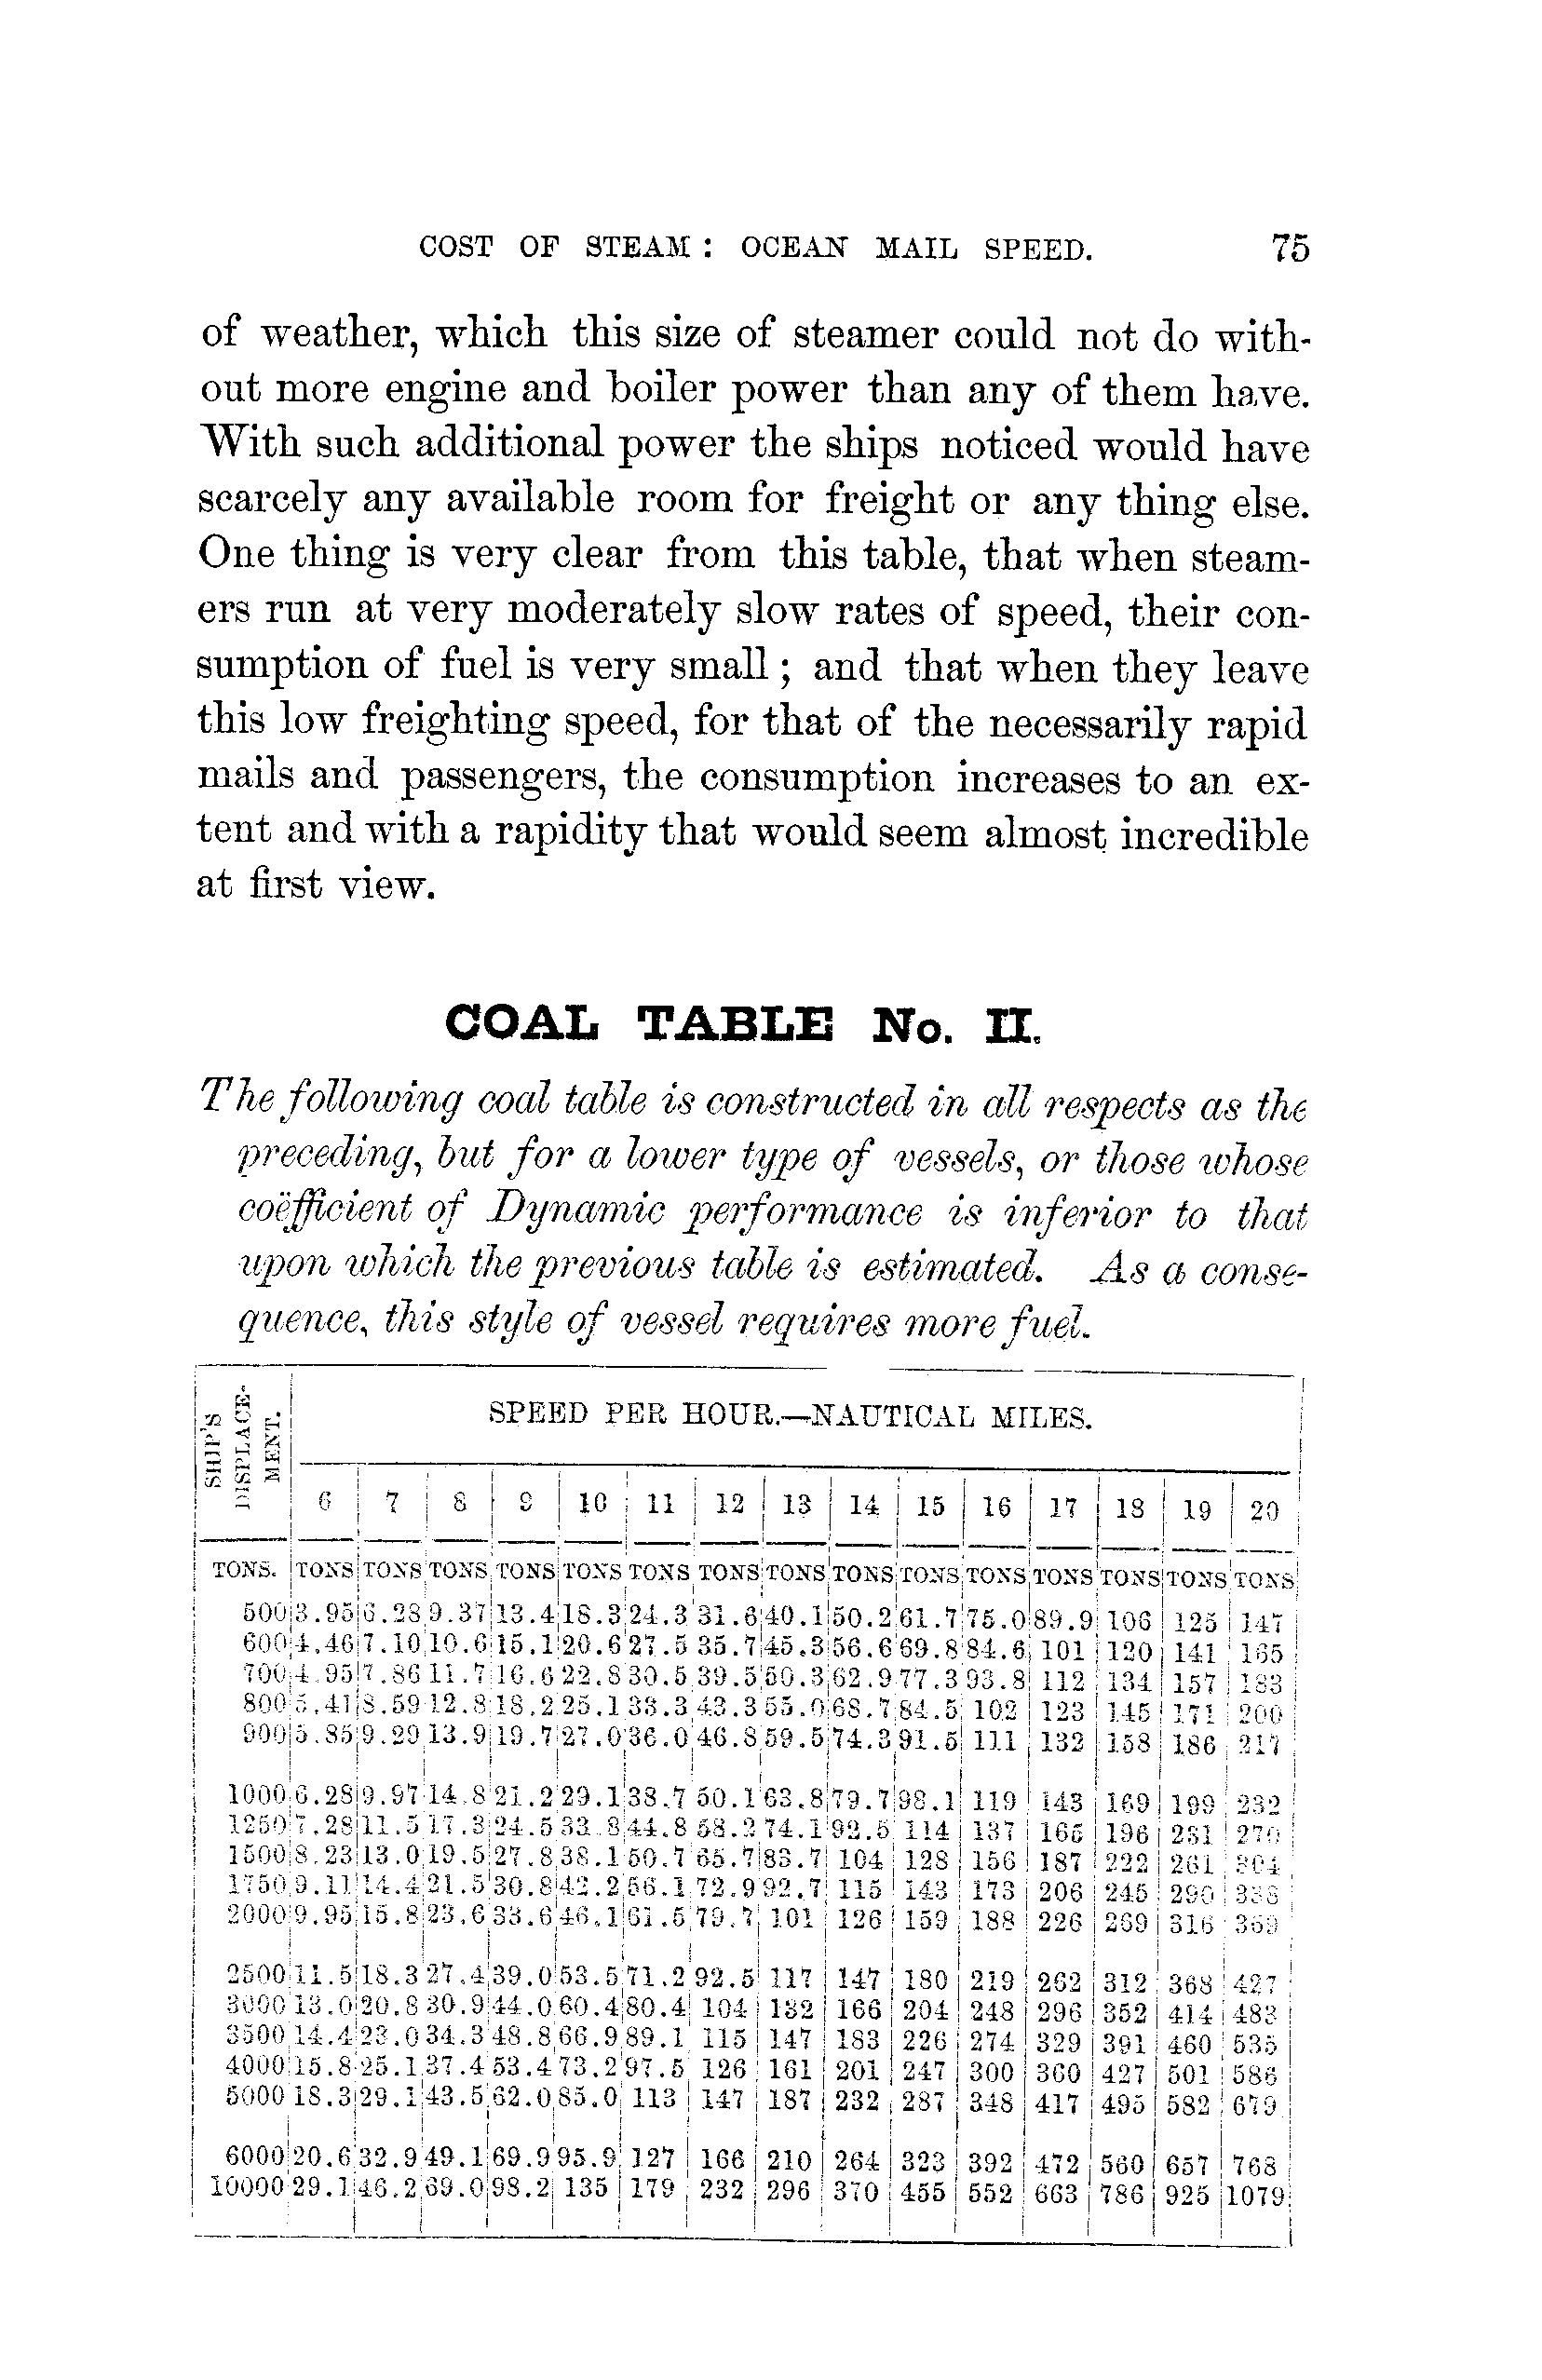 COST OF STEAM: OCEAN MAIL SPEED. 75
of weather, which this size of steamer could not do with-
out more engine and boiler power than any of them have.
With such additional power the ships noticed would have
scarcely any available room for freight or any thing else.
One thing is very clear from this table, that when steam-
ers run at very moderately slow rates of speed, their con-
sumption of fuel is very small; and that when they leave
this low freighting speed, for that of the necessarily rapid
mails and passengers, the consumption increases to an ex-
tent and with a rapidity that would seem almost incredible
at first view.
COAL TABLE No. II.
The following coal table is constructed in all respects as the
preceding, but for a lower type of vessels, or those whose
coëfficient of Dynamic performance is inferior to that
upon which the previous table is estimated. As a conse-
quence, this style of vessel requires more fuel.
SHIP'S DISPLACE-MENT.
SPEED PER HOUR.—NAUTICAL MILES.
6 7 8 9 10 11 12 13 14 15 16 17 18 19 20
TONS. TONS TONS TONS TONS TONS TONS TONS TONS TONS TONS TONS TONS TONS TONS TONS
500 3.95 6.28 9.37 13.4 18.3 24.3 31.6 40.1 50.2 61.7 75.0 89.9 106 125 147
600 4.46 7.10 10.6 15.1 20.6 27.5 35.7 45.3 56.6 69.8 84.6 101 120 141 165
700 4.95 7.86 11.7 16.6 22.8 30.5 39.5 50.3 62.9 77.3 93.8 112 134 157 183
800 5.41 8.59 12.8 18.2 25.1 33.3 43.3 55.0 68.7 84.5 102 123 145 171 200
900 5.85 9.29 13.9 19.7 27.0 36.0 46.8 59.5 74.3 91.5 111 132 158 186 217
1000 6.28 9.97 14.8 21.2 29.1 38.7 50.1 63.8 79.7 98.1 119 143 169 199 232
1250 7.28 11.5 17.3 24.5 33.8 44.8 58.2 74.1 92.5 114 137 166 196 231 270
1500 8.23 13.0 19.5 27.8 38.1 50.7 65.7 83.7 104 128 156 187 222 261 304
1750 9.11 14.4 21.5 30.8 42.2 56.1 72.9 92.7 115 143 173 206 245 290 338
2000 9.95 15.8 23.6 33.6 46.1 61.5 79.7 101 126 159 188 226 269 316 369
2500 11.5 18.3 27.4 39.0 53.5 71.2 92.5 117 147 180 219 262 312 368 427
3000 13.0 20.8 30.9 44.0 60.4 80.4 104 132 166 204 248 296 352 414 483
3500 14.4 23.0 34.3 48.8 66.9 89.1 115 147 183 226 274 329 391 460 535
4000 15.8 25.1 37.4 53.4 73.2 97.5 126 161 201 247 300 360 427 501 586
5000 18.3 29.1 43.5 62.0 85.0 113 147 187 232 287 348 417 495 582 679
6000 20.6 32.9 49.1 69.9 95.9 127 166 210 264 323 392 472 560 657 768
10000 29.1 46.2 69.0 98.2 135 179 232 296 370 455 552 663 786 925 1079